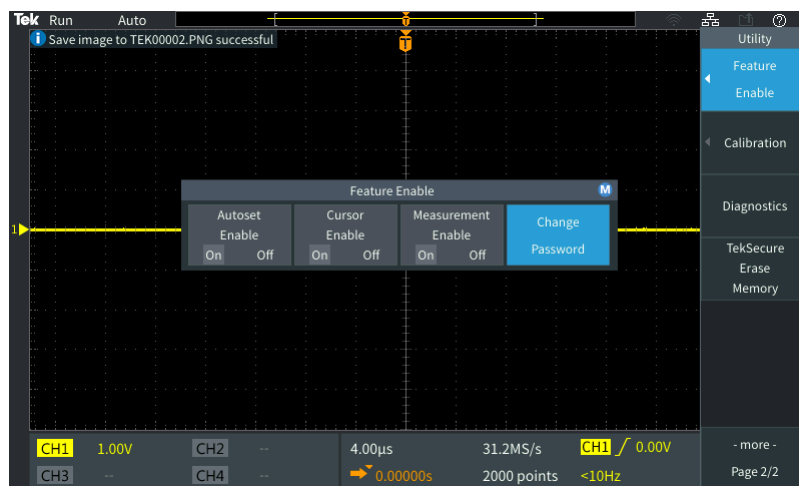 Tek Run Auto
T
i Save image to TEK00002.PNG successful
T
Utility
Feature
Enable
Calibration
Diagnostics
TekSecure
Erase
Memory
- more -
Page 2/2
Feature Enable M
Autoset
Enable
On Off
Cursor
Enable
On Off
Measurement
Enable
On Off
Change
Password
1
CH1 1.00V CH2 -- 4.00µs 31.2MS/s CH1 0.00V
CH3 -- CH4 -- 0.00000s 2000 points <10Hz